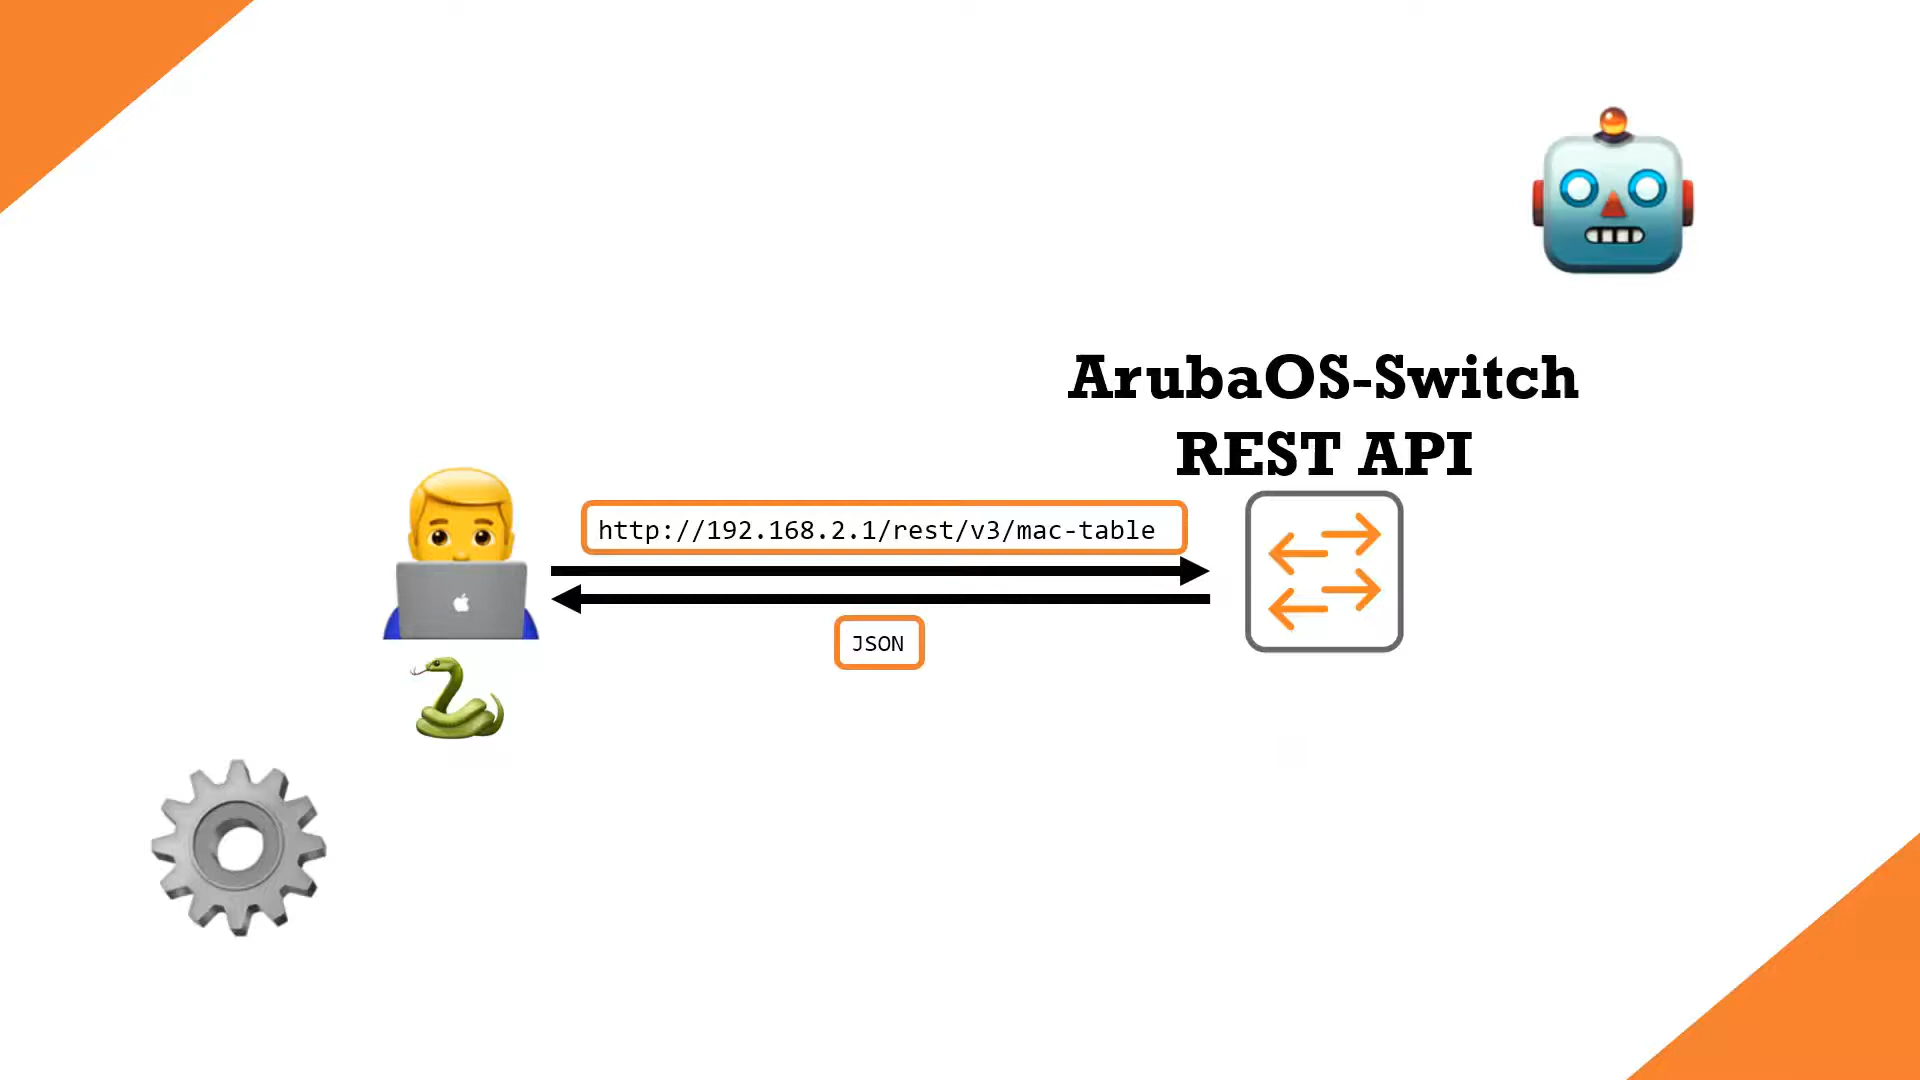 ArubaOS-Switch
REST API
http://192.168.2.1/rest/v3/mac-table
JSON